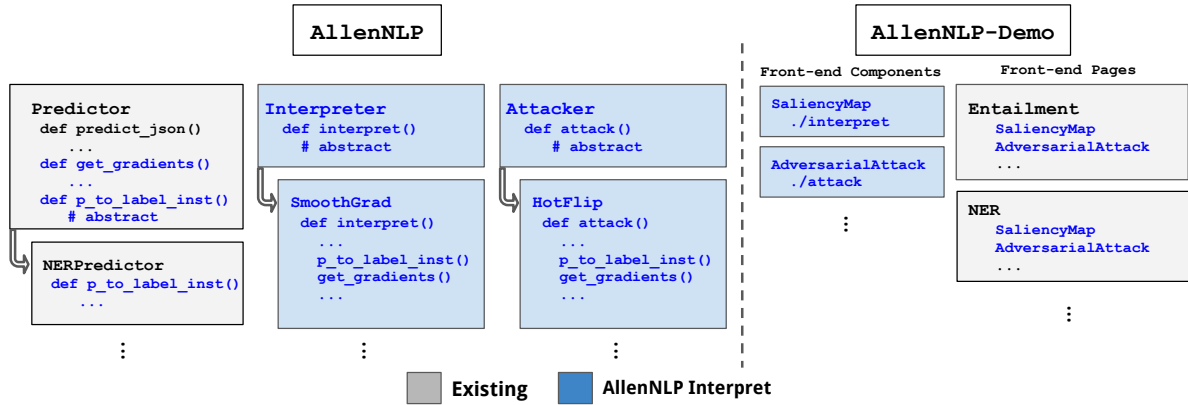 AllenNLP
Predictor
def predict_json()
...
def get_gradients()
...
def p_to_label_inst()
# abstract
NERPredictor
def p_to_label_inst()
...
⋮
Interpreter
def interpret()
# abstract
SmoothGrad
def interpret()
...
p_to_label_inst()
get_gradients()
...
⋮
Attacker
def attack()
# abstract
HotFlip
def attack()
...
p_to_label_inst()
get_gradients()
...
⋮
AllenNLP-Demo
Front-end Components
SaliencyMap
./interpret
AdversarialAttack
./attack
⋮
Front-end Pages
Entailment
SaliencyMap
AdversarialAttack
...
NER
SaliencyMap
AdversarialAttack
...
⋮
Existing
AllenNLP Interpret